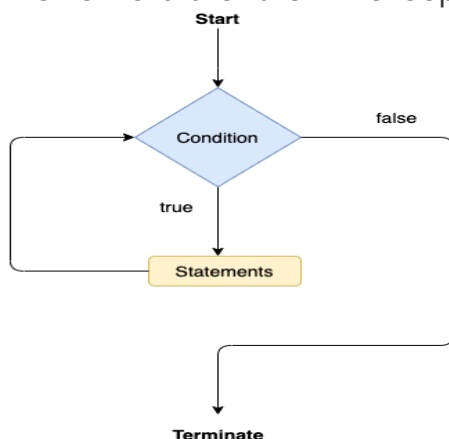 Start
Condition
false
true
Statements
Terminate